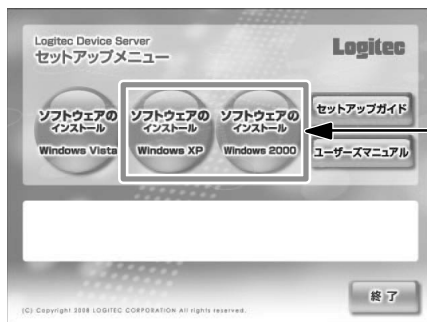 Logitec Device Server
セットアップメニュー
Logitec
ソフトウェアの
インストール
Windows Vista
ソフトウェアの
インストール
Windows XP
ソフトウェアの
インストール
Windows 2000
セットアップガイド
ユーザーズマニュアル
終了
(C) Copyright 2008 LOGITEC CORPORATION All rights reserved.